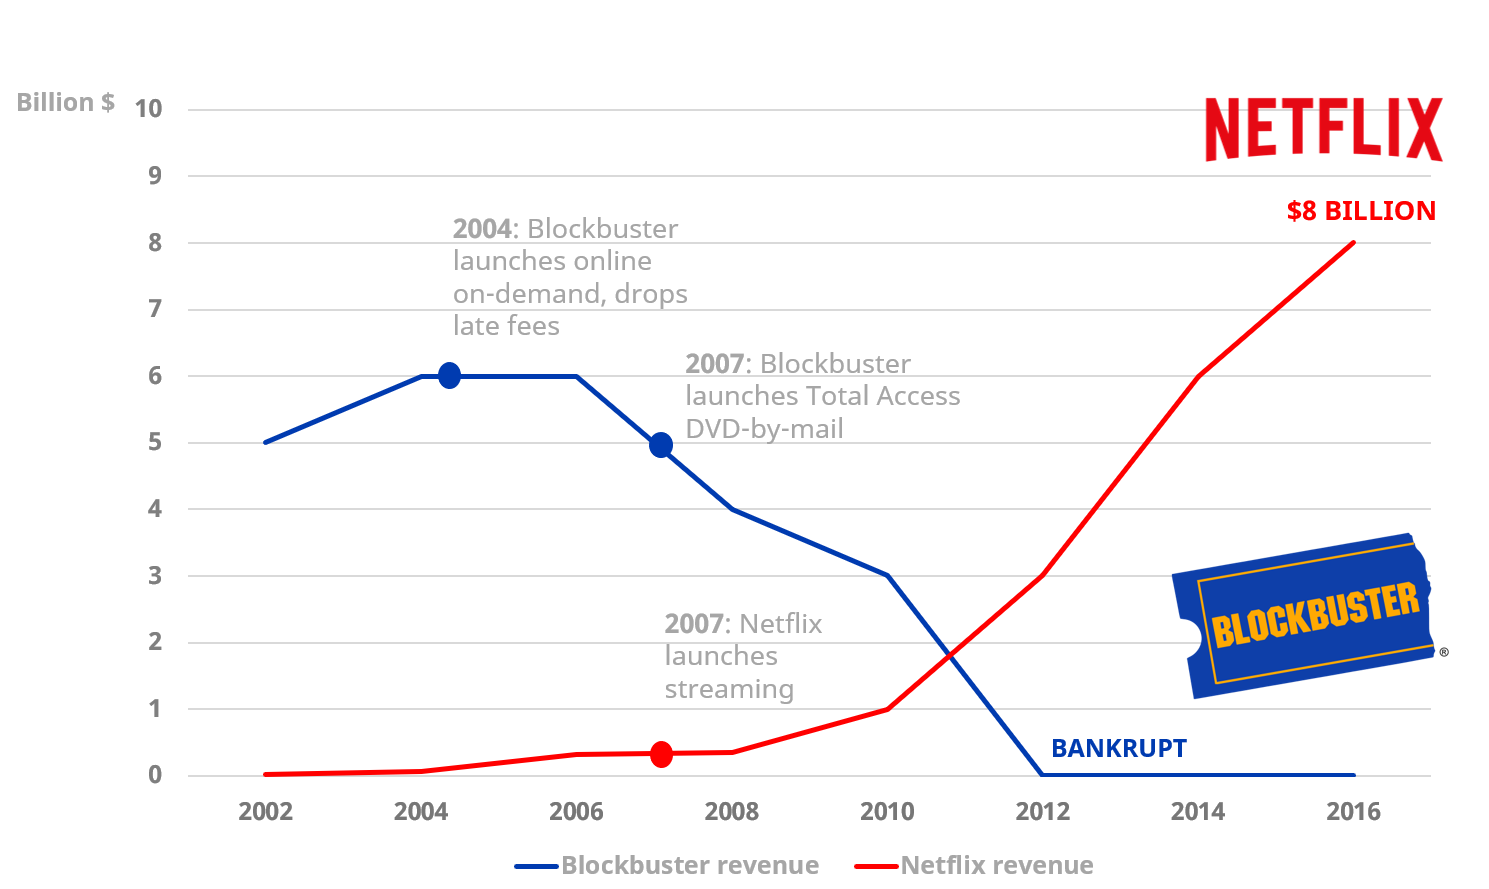 Billion $
10
NETFLIX
9
$8 BILLION
2004: Blockbuster
launches online
on-demand, drops
late fees
8
7
2007: Blockbuster
launches Total Access
DVD-by-mail
6
5
4
3
BLOCKBUSTER
®
2007: Netflix
launches
streaming
2
1
BANKRUPT
0
2002 2004 2006 2008 2010 2012 2014 2016
Blockbuster revenue Netflix revenue